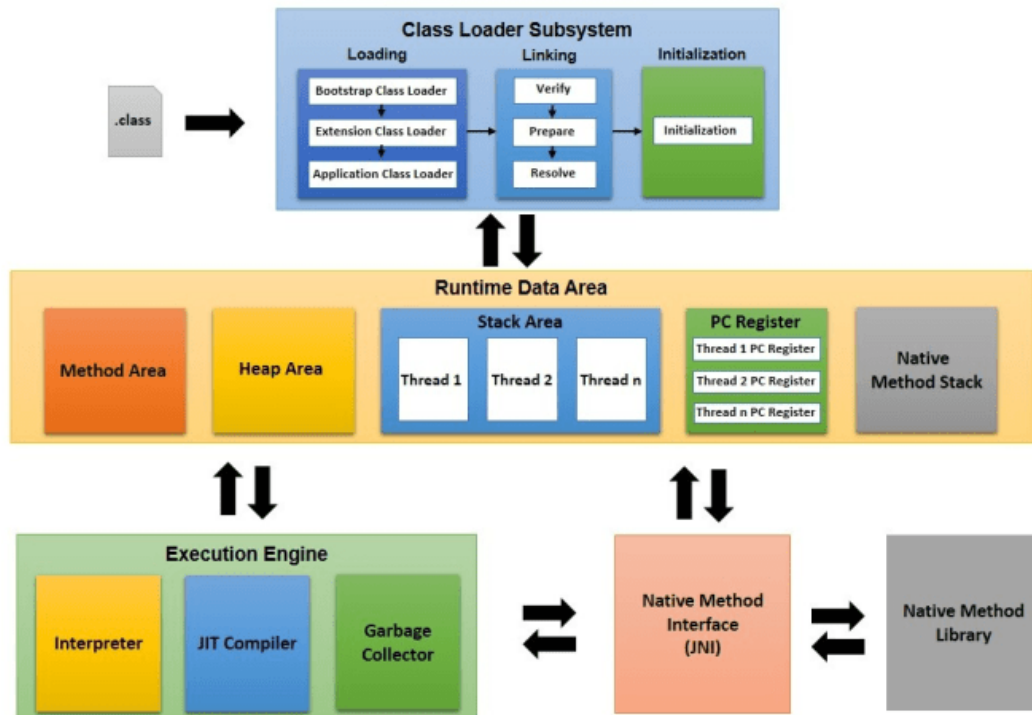 Class Loader Subsystem
Loading
Linking
Initialization
.class
Bootstrap Class Loader
Extension Class Loader
Application Class Loader
Verify
Prepare
Resolve
Initialization
Runtime Data Area
Method Area
Heap Area
Stack Area
Thread 1
Thread 2
Thread n
PC Register
Thread 1 PC Register
Thread 2 PC Register
Thread n PC Register
Native
Method Stack
Execution Engine
Interpreter
JIT Compiler
Garbage
Collector
Native Method
Interface
(JNI)
Native Method
Library